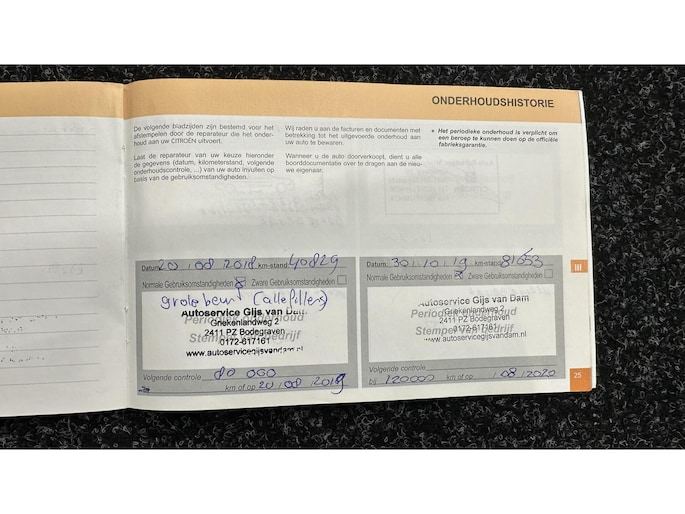 ONDERHOUDSHISTORIE
De volgende bladzijden zijn bestemd voor het
afstempelen door de reparateur die het onder-
houd aan uw CITROËN uitvoert.
Laat de reparateur van uw keuze hieronder
de gegevens (datum, kilometerstand, volgende
onderhoudscontrole, ...) van uw auto invullen op
basis van de gebruiksomstandigheden.
Wij raden u aan de facturen en documenten met
betrekking tot het uitgevoerde onderhoud aan
uw auto te bewaren.
Wanneer u de auto doorverkoopt, dient u alle
boorddocumentatie over te dragen aan de nieu-
we eigenaar.
Het periodieke onderhoud is verplicht om
een beroep te kunnen doen op de officiële
fabrieksgarantie.
Datum: 20 / 08 / 2018 km-stand: 40829
Normale Gebruiksomstandigheden Zware Gebruiksomstandigheden
grote beurt (alle filters)
Autoservice Gijs van Dam
Periodiek Onderhoud
Griekenlandweg 2
2411 PZ Bodegraven
Stempel van Bedrijf
0172-617161
www.autoservicegijsvandam.nl
Volgende controle 80 000
km of op 20 / 08 / 2019
Datum: 30 / 10 / 19 km-stand: 81653
Normale Gebruiksomstandigheden Zware Gebruiksomstandigheden
Autoservice Gijs van Dam
Griekenlandweg 2
2411 PZ Bodegraven
0172-617161
Stempel van Bedrijf
www.autoservicegijsvandam.nl
Volgende controle
bij 120000 km of op / 08 / 2020
III
25